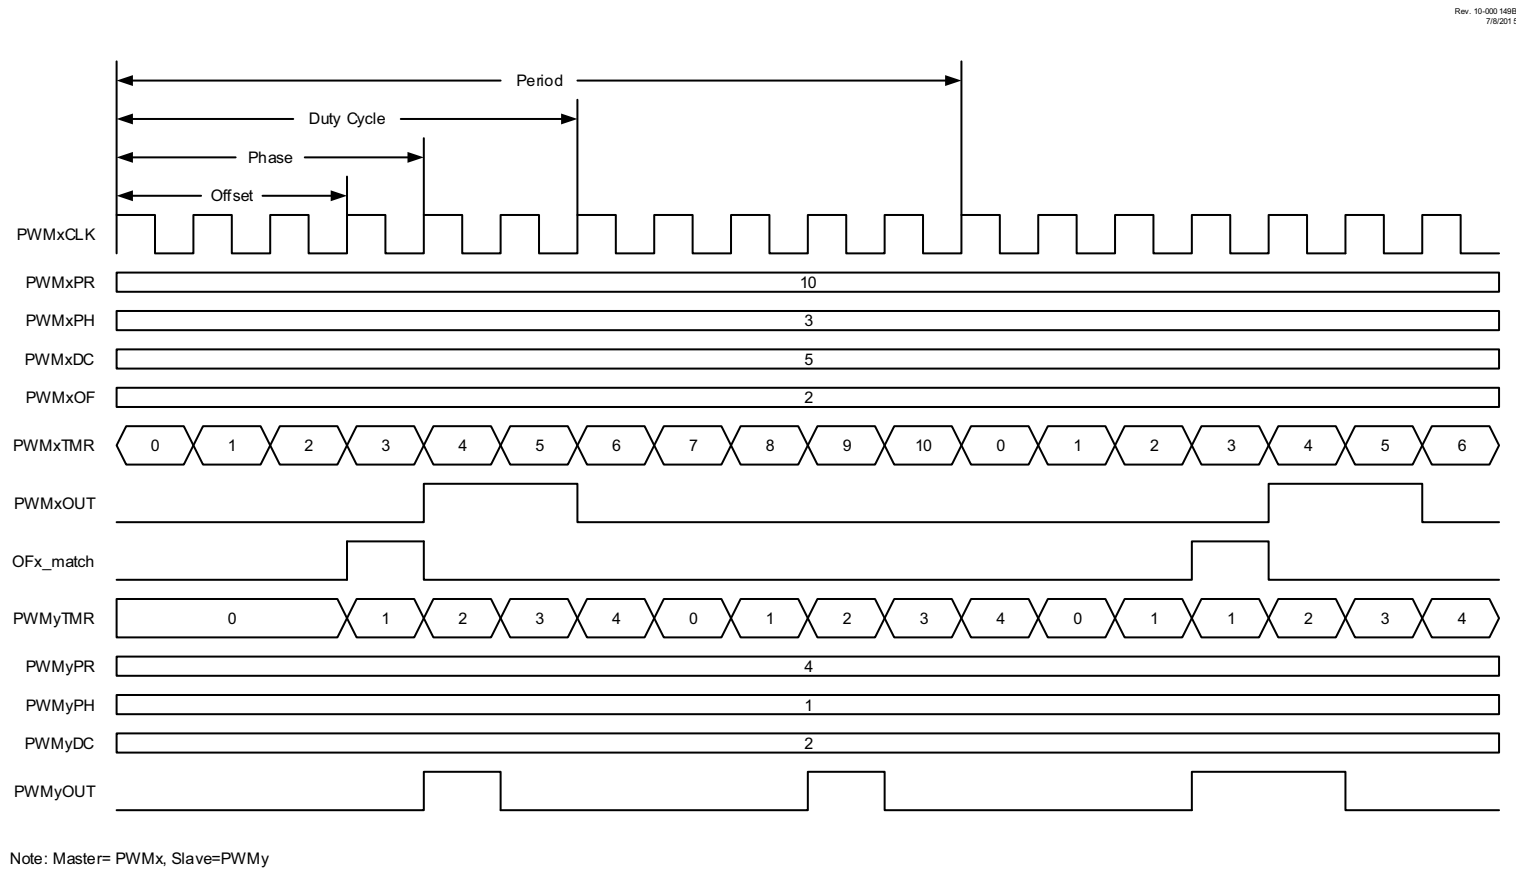 Rev. 10-000 149B
7/8/201 5
Period
Duty Cycle
Phase
Offset
PWMxCLK
PWMxPR 10
PWMxPH 3
PWMxDC 5
PWMxOF 2
PWMxTMR 0 1 2 3 4 5 6 7 8 9 10 0 1 2 3 4 5 6
PWMxOUT
OFx_match
PWMyTMR 0 1 2 3 4 0 1 2 3 4 0 1 1 2 3 4
PWMyPR 4
PWMyPH 1
PWMyDC 2
PWMyOUT
Note: Master= PWMx, Slave=PWMy